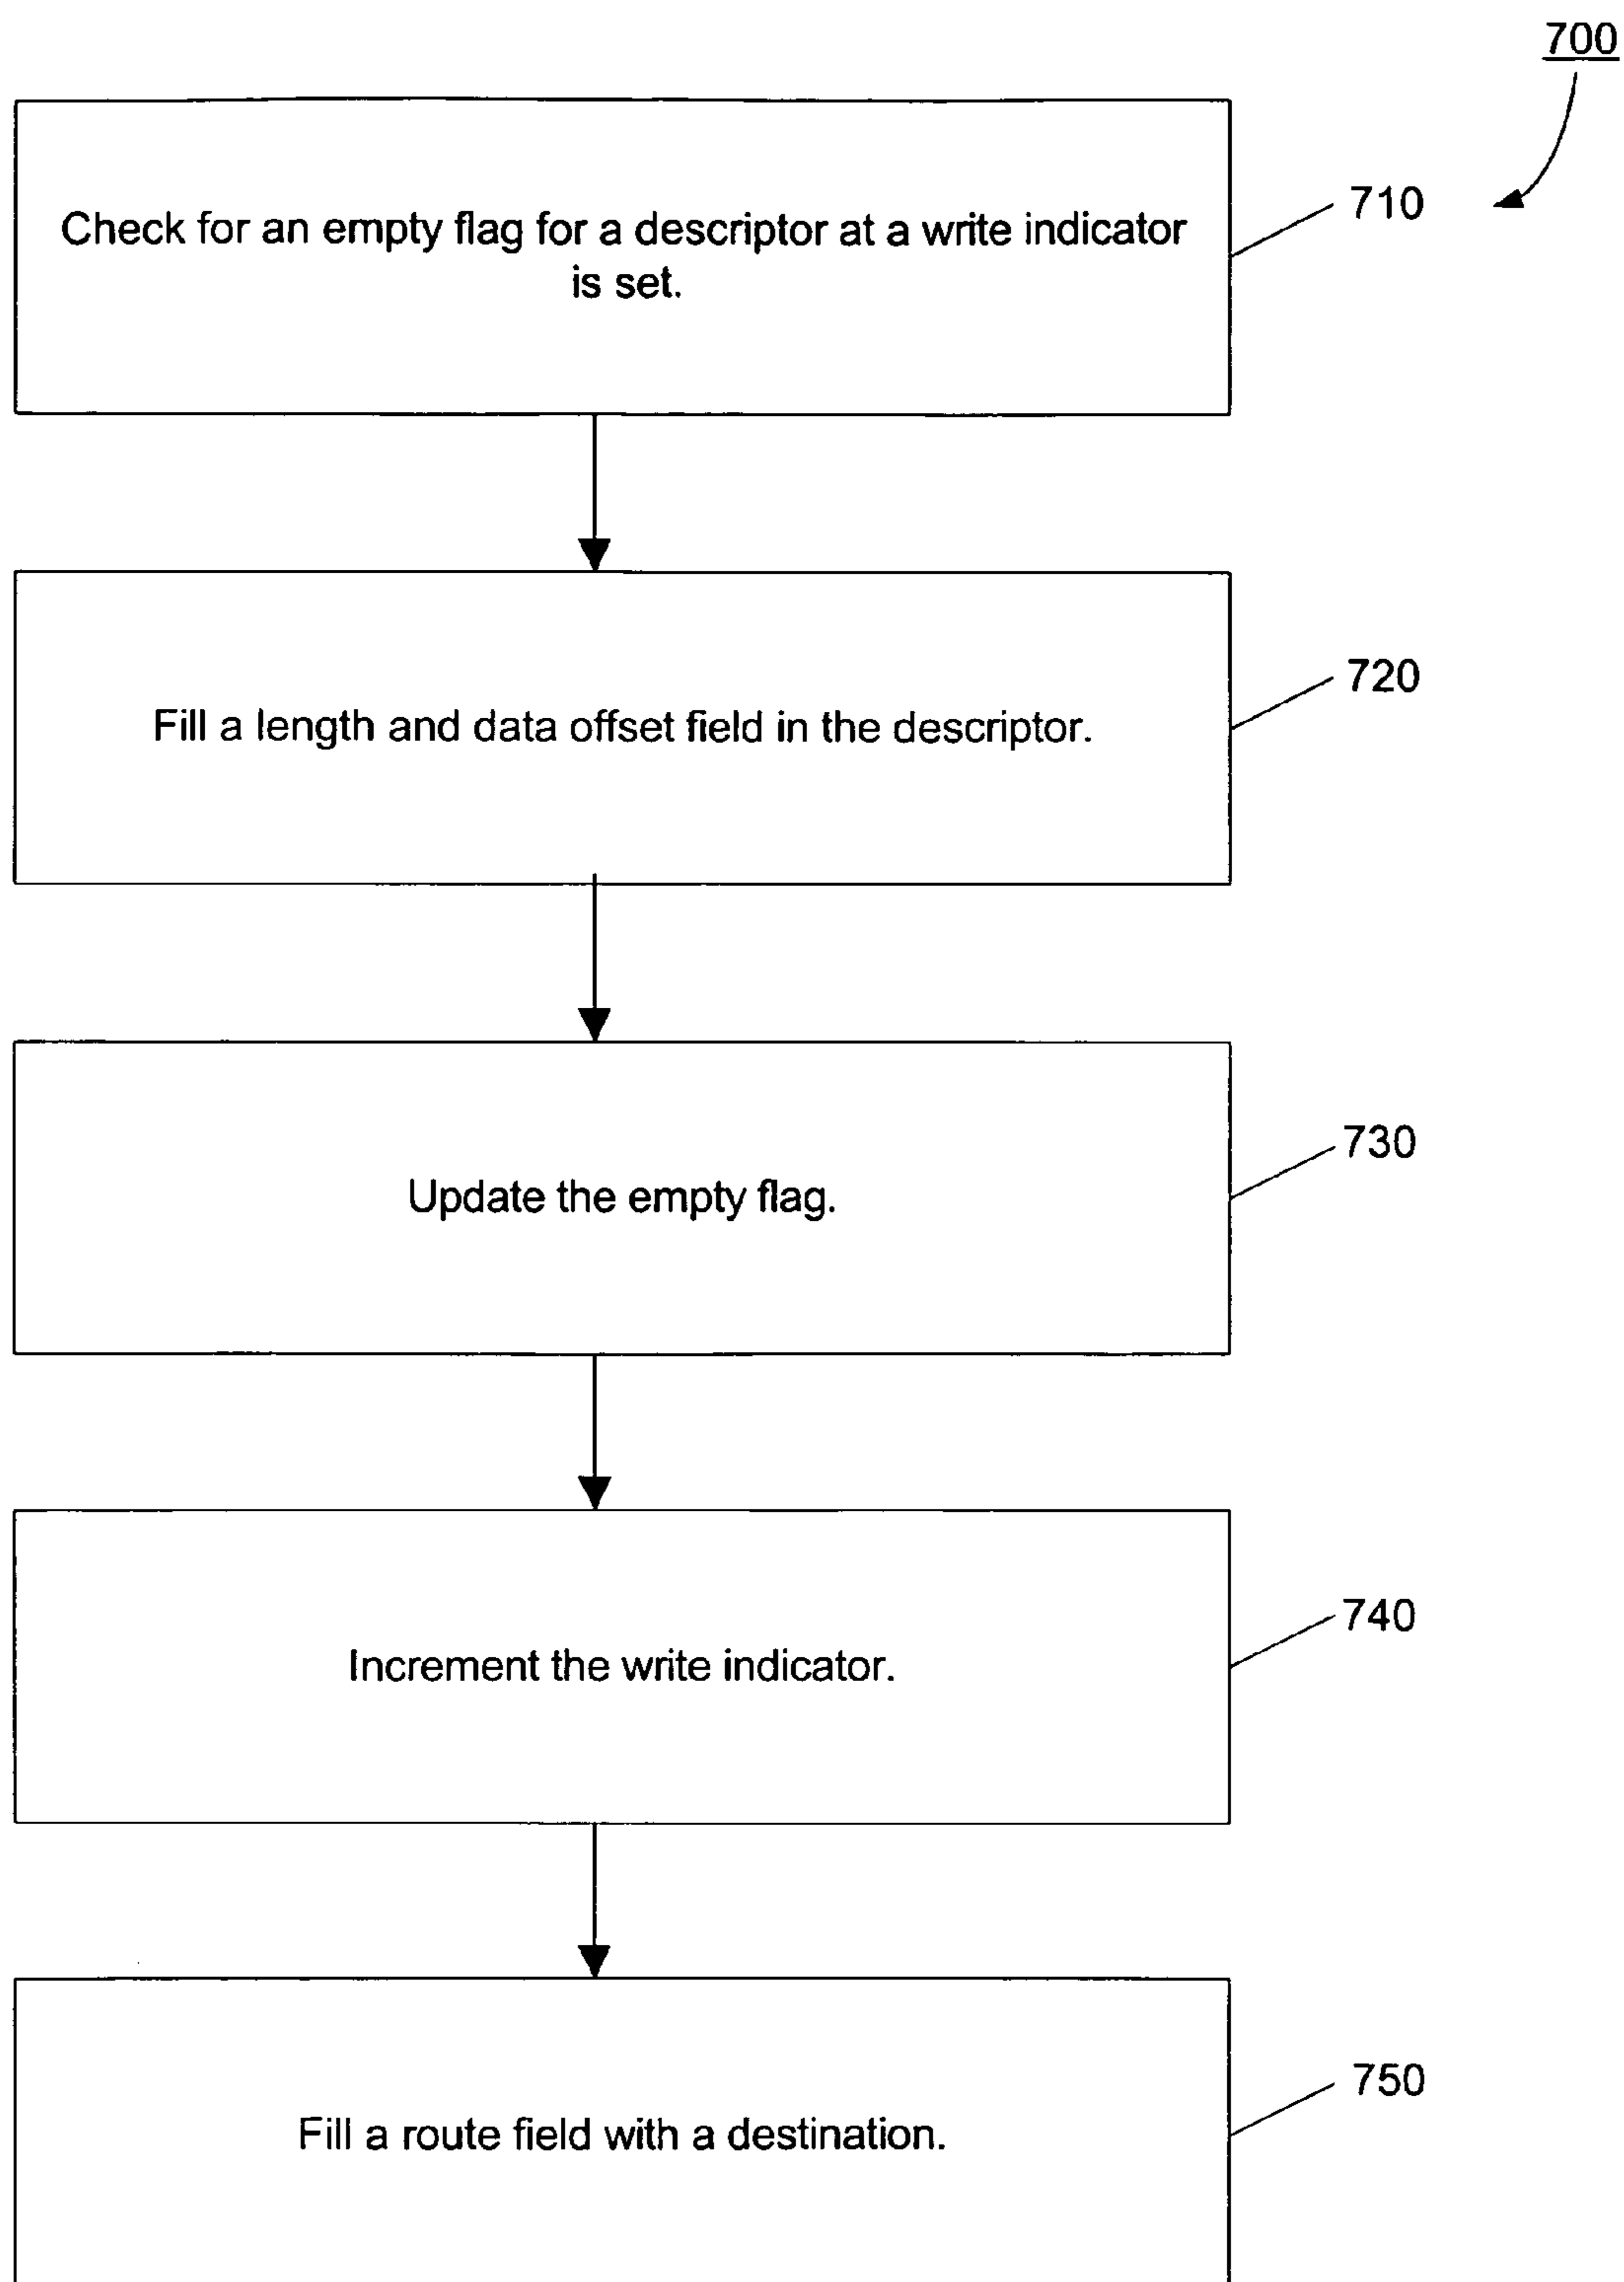 700
Check for an empty flag for a descriptor at a write indicator
is set.
710
Fill a length and data offset field in the descriptor.
720
Update the empty flag.
730
Increment the write indicator.
740
Fill a route field with a destination.
750